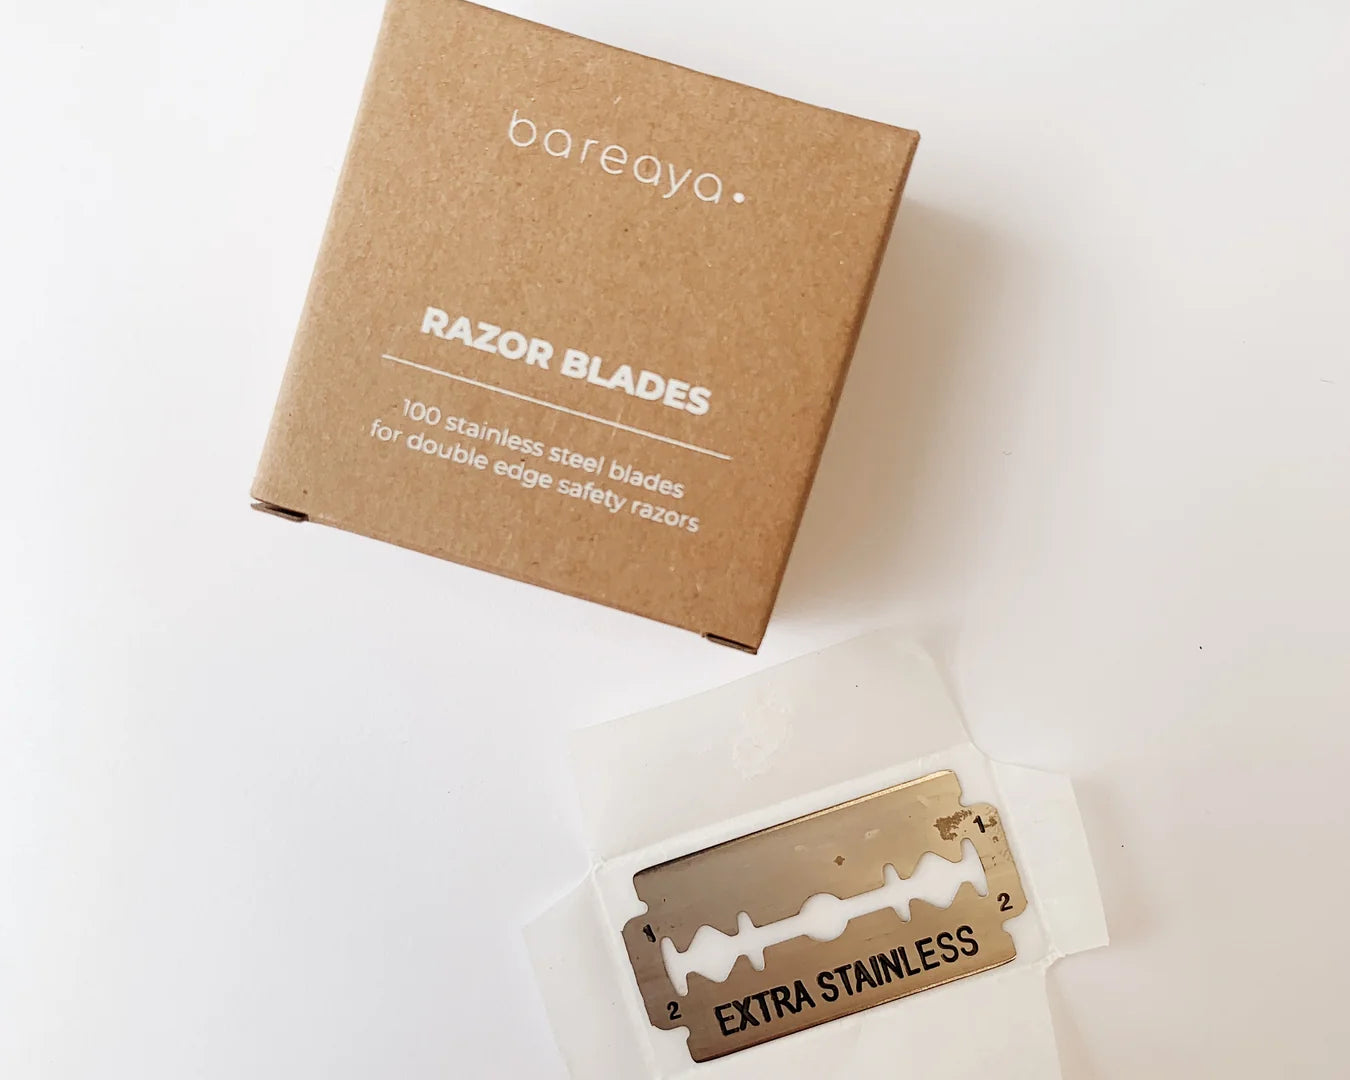 bareaya.
RAZOR BLADES
100 stainless steel blades
for double edge safety razors
1
1
2
2
EXTRA STAINLESS